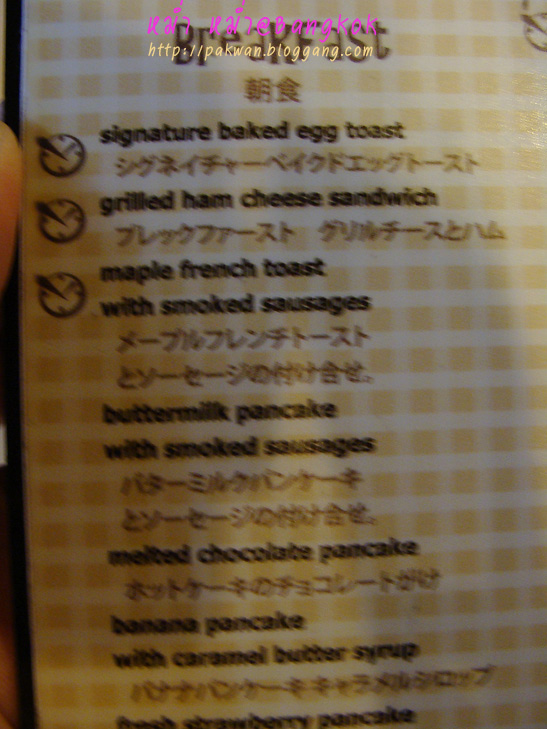 หม่ำ หม่ำ@Bangkok
Breakfast
http://pakwan.bloggang.com
朝食
signature baked egg toast
シグネイチャーベイクドエッグトースト
grilled ham cheese sandwich
ブレックファースト グリルチーズとハム
maple french toast
with smoked sausages
メープルフレンチトースト
とソーセージの付け合せ。
buttermilk pancake
with smoked sausages
バターミルクパンケーキ
とソーセージの付け合せ。
melted chocolate pancake
ホットケーキのチョコレートがけ
banana pancake
with caramel butter syrup
バナナパンケーキキャラメルシロップ
fresh strawberry pancake